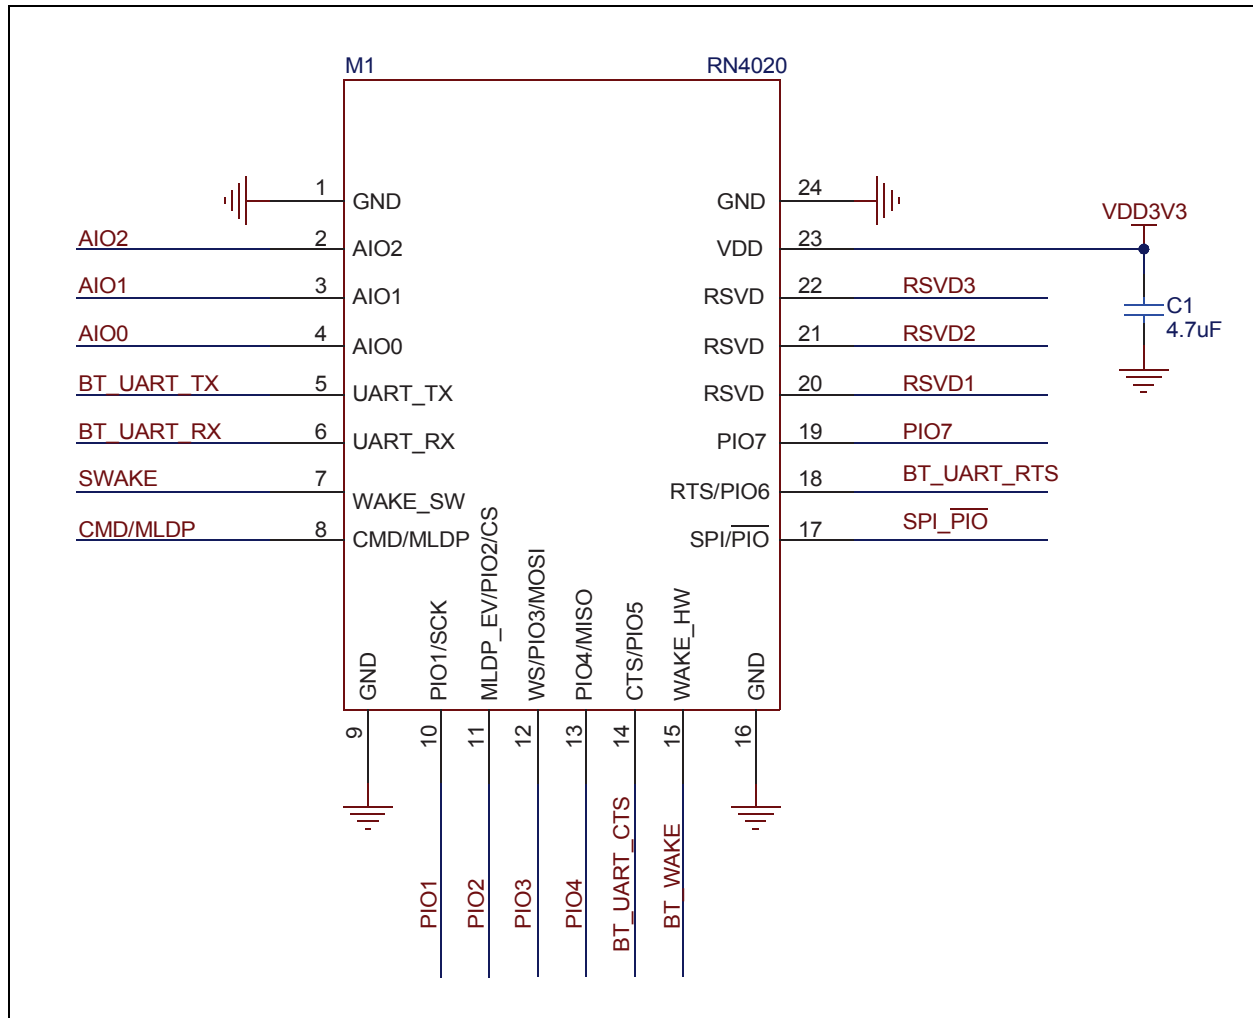 M1 RN4020
1 GND GND 24
VDD3V3
AIO2 2 AIO2 VDD 23
AIO1 3 AIO1 RSVD 22 RSVD3
C1
4.7uF
AIO0 4 AIO0 RSVD 21 RSVD2
BT_UART_TX 5 UART_TX RSVD 20 RSVD1
BT_UART_RX 6 UART_RX PIO7 19 PIO7
SWAKE 7 WAKE_SW RTS/PIO6 18 BT_UART_RTS
CMD/MLDP 8 CMD/MLDP SPI/P̅I̅O̅ 17 SPI_P̅I̅O̅
GND
PIO1/SCK
MLDP_EV/PIO2/CS
WS/PIO3/MOSI
PIO4/MISO
CTS/PIO5
WAKE_HW
GND
9 10 11 12 13 14 15 16
PIO1
PIO2
PIO3
PIO4
BT_UART_CTS
BT_WAKE